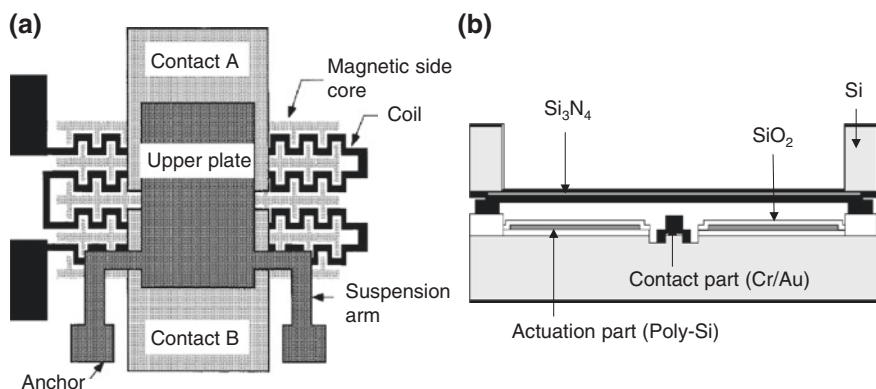 (a)
Contact A
Magnetic side
core
Coil
Upper plate
Suspension
arm
Contact B
Anchor
(b)
Si
Si₃N₄
SiO₂
Contact part (Cr/Au)
Actuation part (Poly-Si)